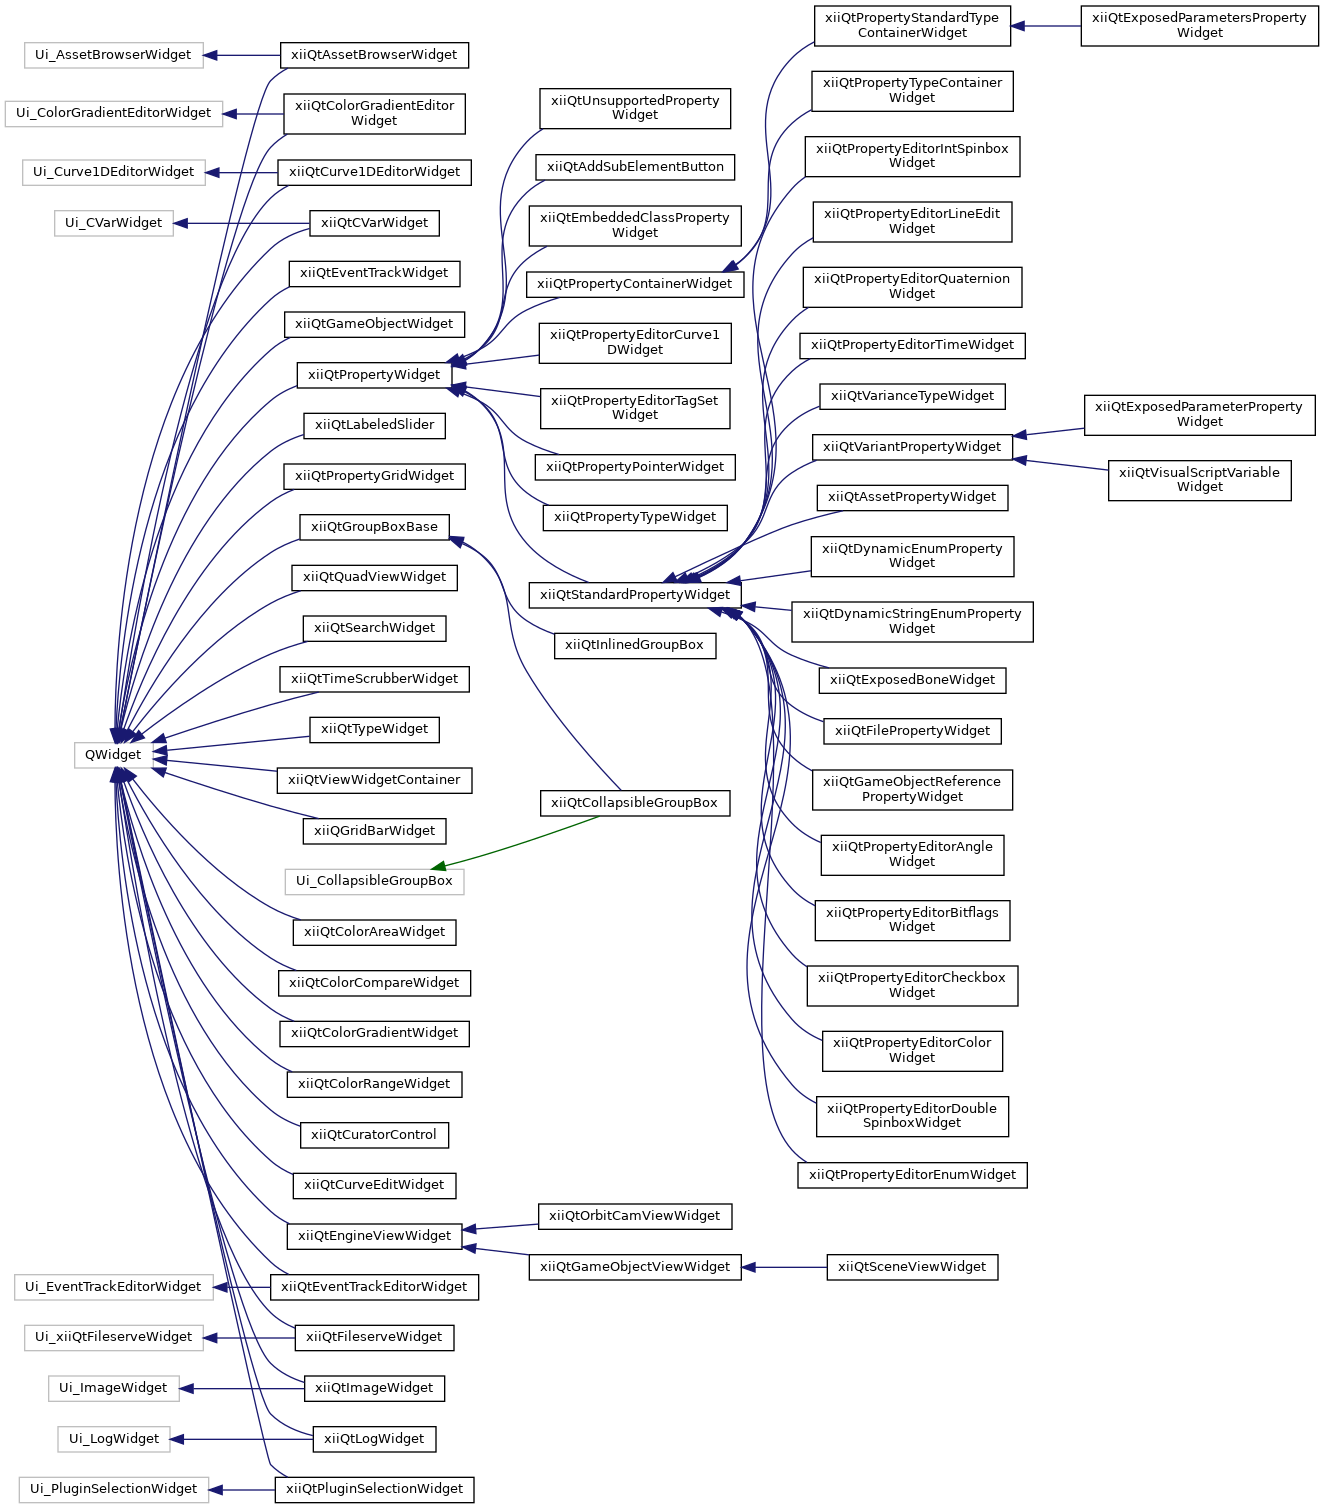 Ui_AssetBrowserWidget
Ui_ColorGradientEditorWidget
Ui_Curve1DEditorWidget
Ui_CVarWidget
QWidget
Ui_EventTrackEditorWidget
Ui_xiiQtFileserveWidget
Ui_ImageWidget
Ui_LogWidget
Ui_PluginSelectionWidget
xiiQtAssetBrowserWidget
xiiQtColorGradientEditor
Widget
xiiQtCurve1DEditorWidget
xiiQtCVarWidget
xiiQtEventTrackWidget
xiiQtGameObjectWidget
xiiQtPropertyWidget
xiiQtLabeledSlider
xiiQtPropertyGridWidget
xiiQtGroupBoxBase
xiiQtQuadViewWidget
xiiQtSearchWidget
xiiQtTimeScrubberWidget
xiiQtTypeWidget
xiiQtViewWidgetContainer
xiiQGridBarWidget
Ui_CollapsibleGroupBox
xiiQtColorAreaWidget
xiiQtColorCompareWidget
xiiQtColorGradientWidget
xiiQtColorRangeWidget
xiiQtCuratorControl
xiiQtCurveEditWidget
xiiQtEngineViewWidget
xiiQtEventTrackEditorWidget
xiiQtFileserveWidget
xiiQtImageWidget
xiiQtLogWidget
xiiQtPluginSelectionWidget
xiiQtUnsupportedProperty
Widget
xiiQtAddSubElementButton
xiiQtEmbeddedClassProperty
Widget
xiiQtPropertyContainerWidget
xiiQtPropertyEditorCurve1
DWidget
xiiQtPropertyEditorTagSet
Widget
xiiQtPropertyPointerWidget
xiiQtPropertyTypeWidget
xiiQtStandardPropertyWidget
xiiQtInlinedGroupBox
xiiQtCollapsibleGroupBox
xiiQtOrbitCamViewWidget
xiiQtGameObjectViewWidget
xiiQtPropertyStandardType
ContainerWidget
xiiQtPropertyTypeContainer
Widget
xiiQtPropertyEditorIntSpinbox
Widget
xiiQtPropertyEditorLineEdit
Widget
xiiQtPropertyEditorQuaternion
Widget
xiiQtPropertyEditorTimeWidget
xiiQtVarianceTypeWidget
xiiQtVariantPropertyWidget
xiiQtAssetPropertyWidget
xiiQtDynamicEnumProperty
Widget
xiiQtDynamicStringEnumProperty
Widget
xiiQtExposedBoneWidget
xiiQtFilePropertyWidget
xiiQtGameObjectReference
PropertyWidget
xiiQtPropertyEditorAngle
Widget
xiiQtPropertyEditorBitflags
Widget
xiiQtPropertyEditorCheckbox
Widget
xiiQtPropertyEditorColor
Widget
xiiQtPropertyEditorDouble
SpinboxWidget
xiiQtPropertyEditorEnumWidget
xiiQtSceneViewWidget
xiiQtExposedParametersProperty
Widget
xiiQtExposedParameterProperty
Widget
xiiQtVisualScriptVariable
Widget